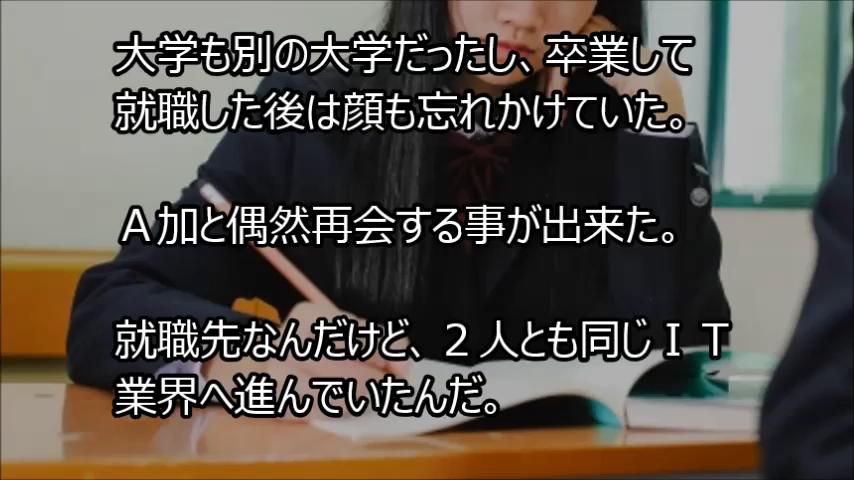 大学も別の大学だったし、卒業して
就職した後は顔も忘れかけていた。
Ａ加と偶然再会する事が出来た。
就職先なんだけど、２人とも同じＩＴ
業界へ進んでいたんだ。